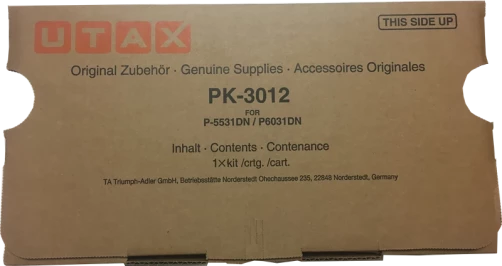 UTAX
THIS SIDE UP
Original Zubehör · Genuine Supplies · Accessoires Originales
PK-3012
FOR
P-5531DN / P6031DN
Inhalt · Contents · Contenance
1×kit /crtg. /cart.
TA Triumph-Adler GmbH, Betriebsstätte Norderstedt Ohechaussee 235, 22848 Norderstedt, Germany